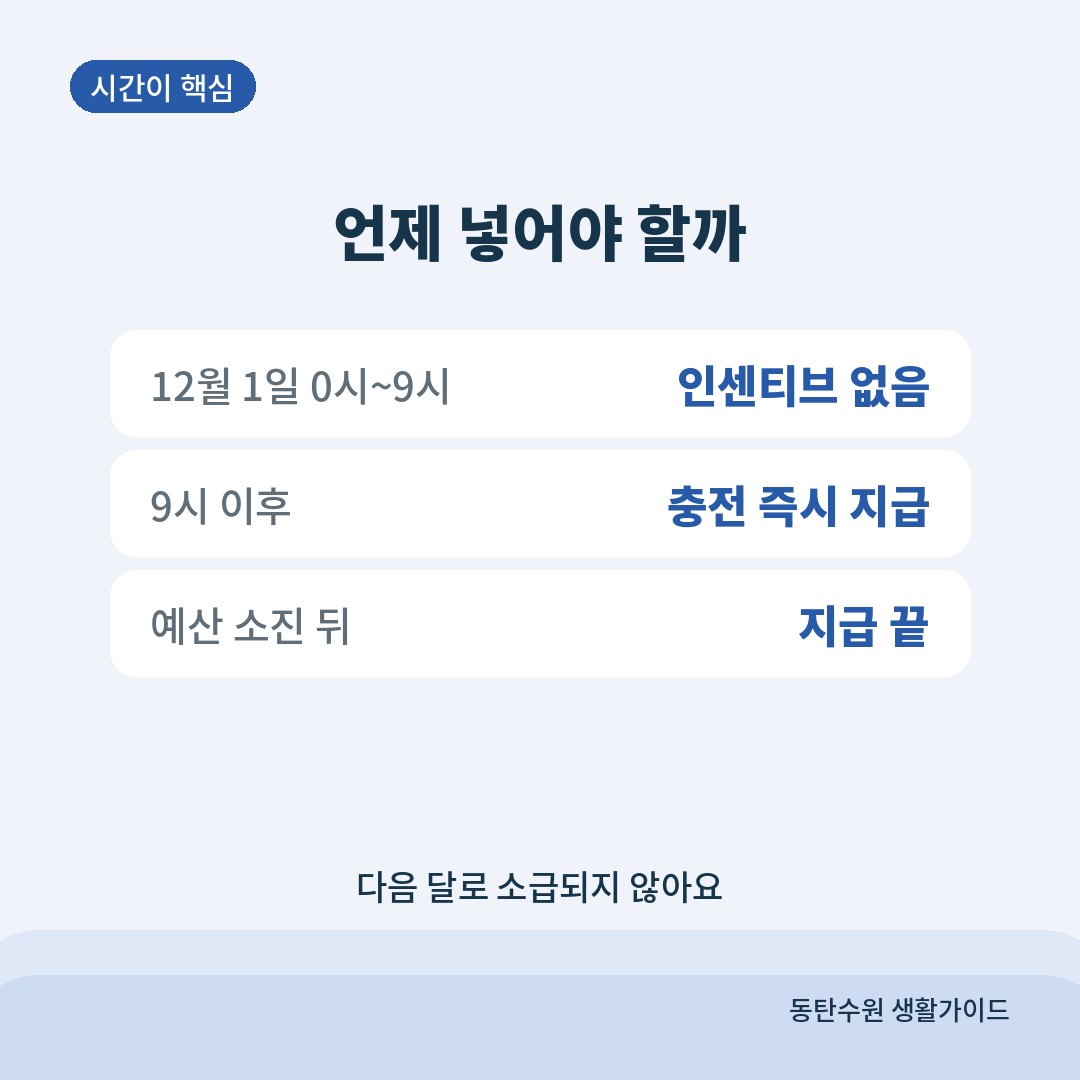 시간이 핵심
언제 넣어야 할까
12월 1일 0시~9시 인센티브 없음
9시 이후 충전 즉시 지급
예산 소진 뒤 지급 끝
다음 달로 소급되지 않아요
동탄수원 생활가이드